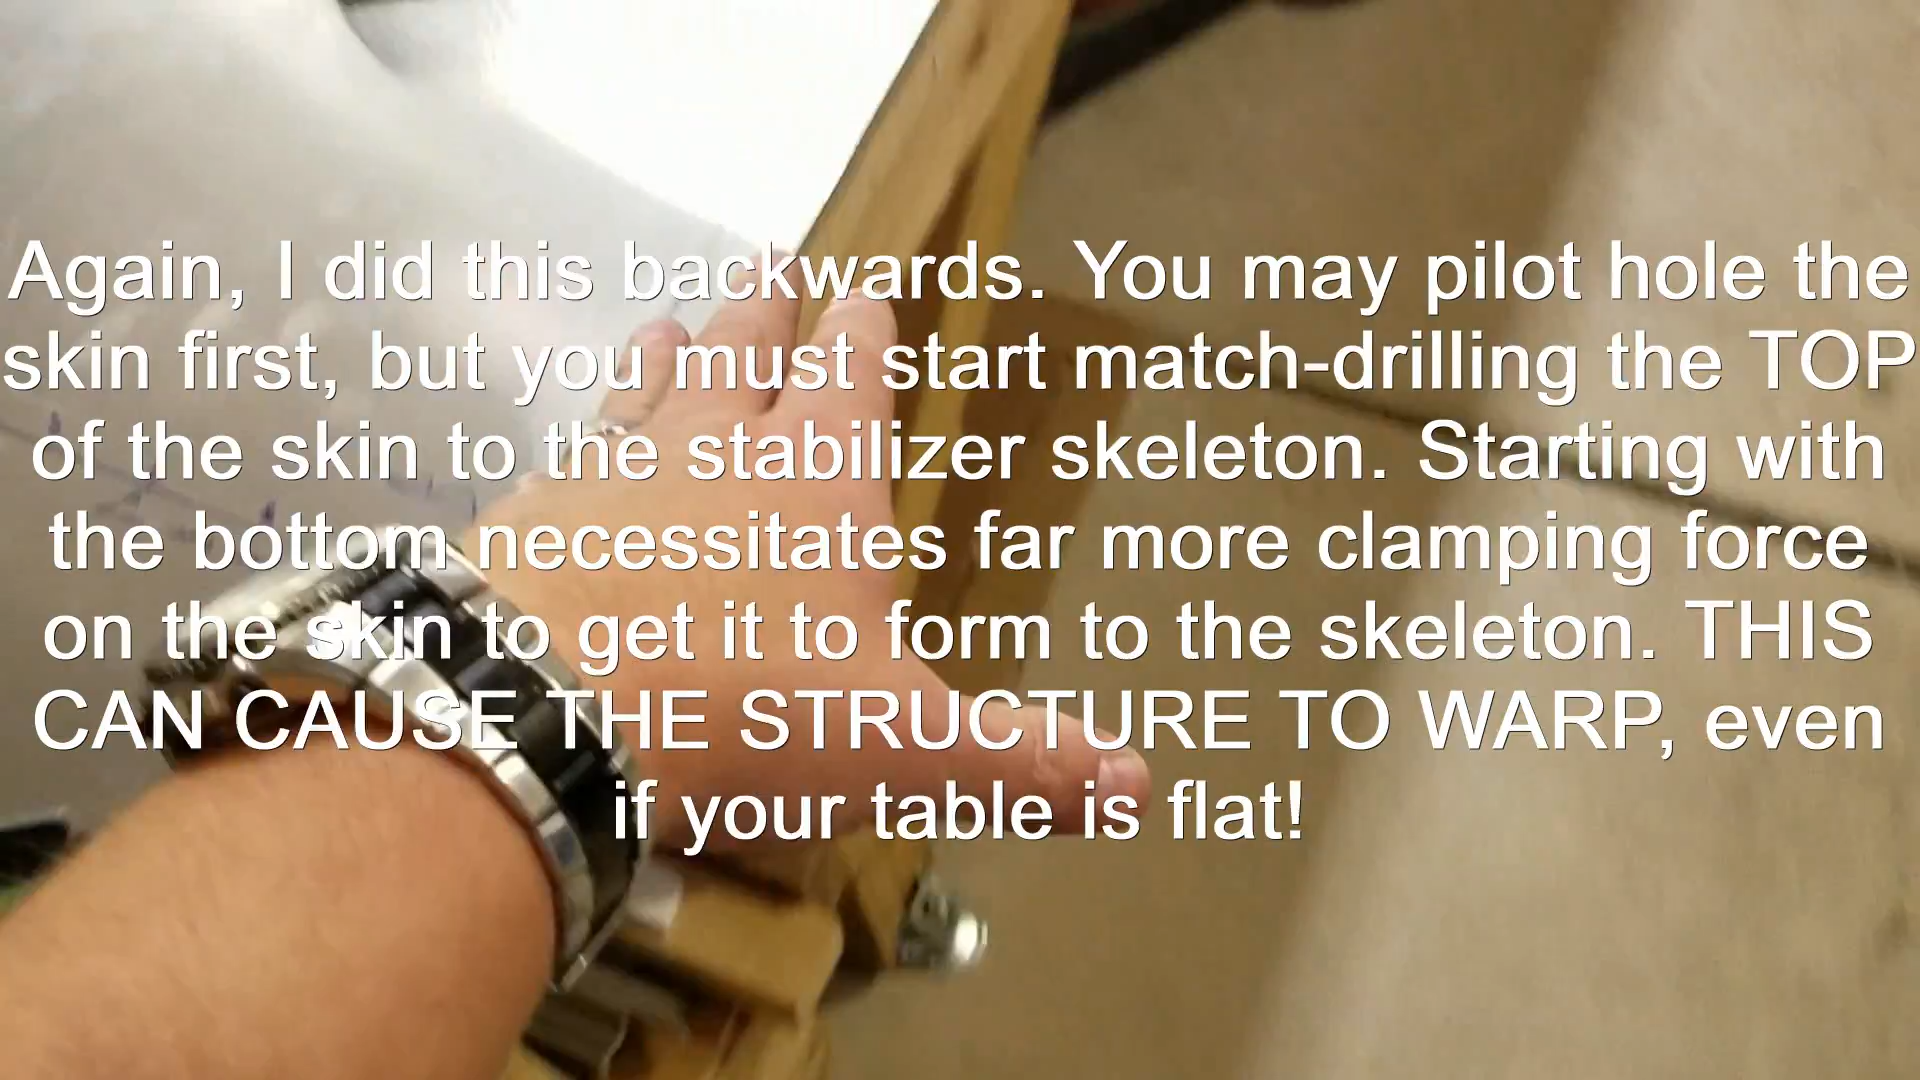 Again, I did this backwards. You may pilot hole the
skin first, but you must start match-drilling the TOP
of the skin to the stabilizer skeleton. Starting with
the bottom necessitates far more clamping force
on the skin to get it to form to the skeleton. THIS
CAN CAUSE THE STRUCTURE TO WARP, even
if your table is flat!